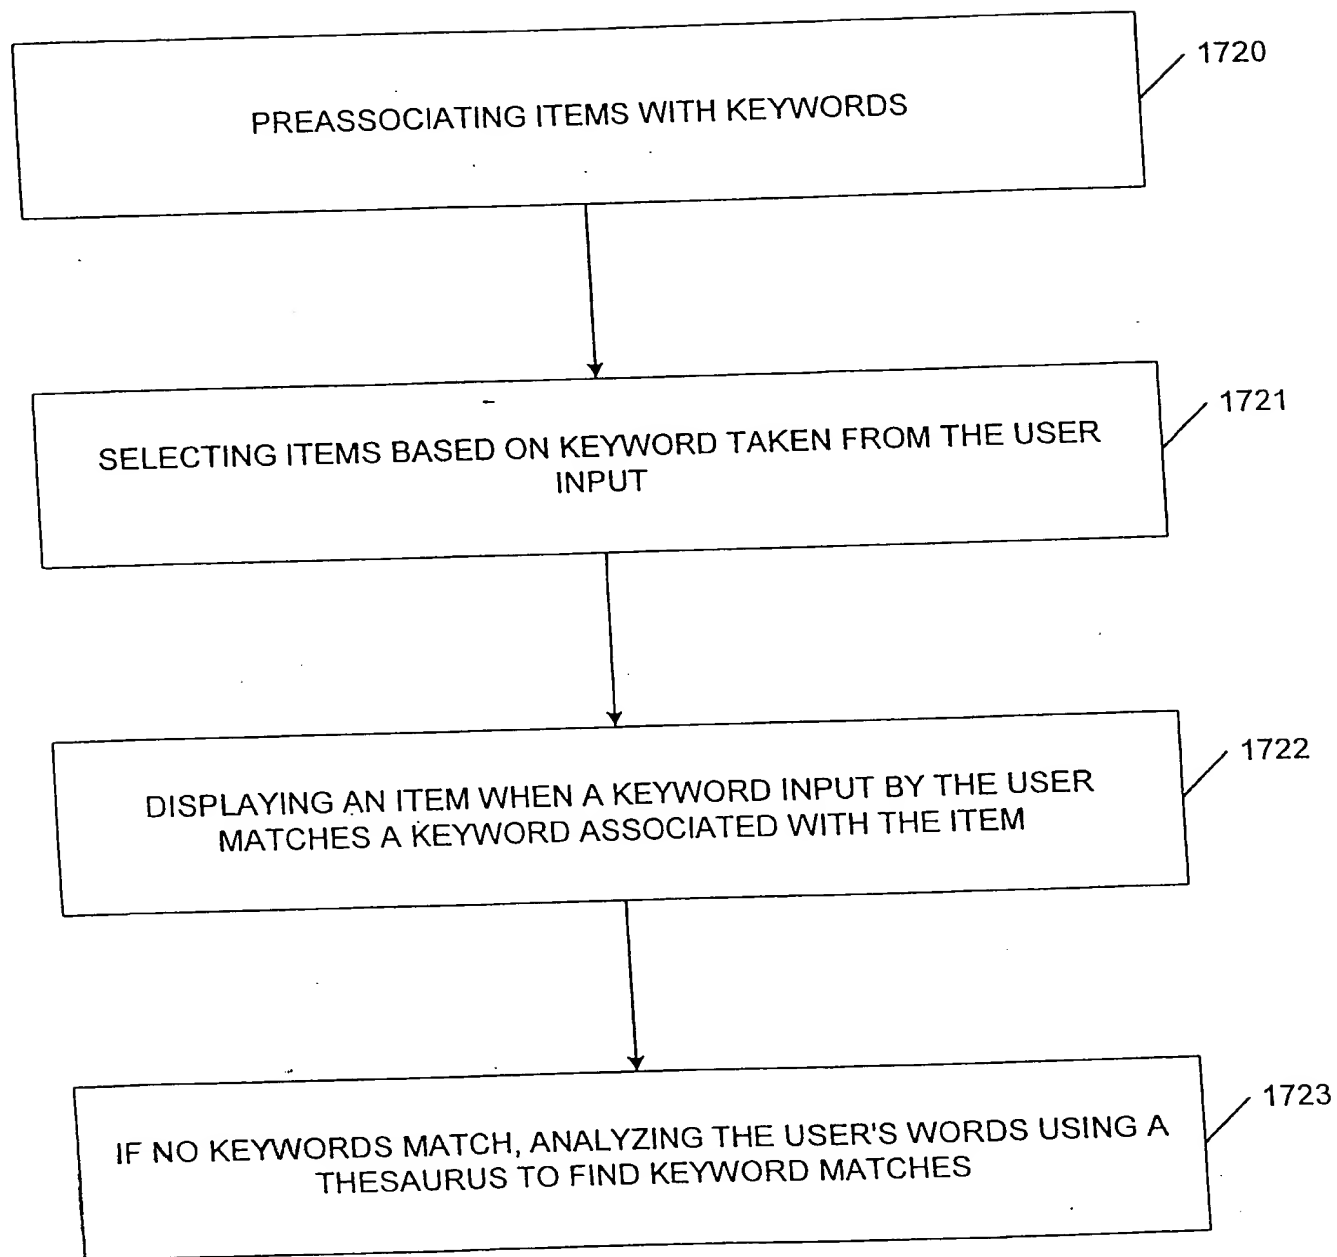 PREASSOCIATING ITEMS WITH KEYWORDS
1720
SELECTING ITEMS BASED ON KEYWORD TAKEN FROM THE USER
INPUT
1721
DISPLAYING AN ITEM WHEN A KEYWORD INPUT BY THE USER
MATCHES A KEYWORD ASSOCIATED WITH THE ITEM
1722
IF NO KEYWORDS MATCH, ANALYZING THE USER'S WORDS USING A
THESAURUS TO FIND KEYWORD MATCHES
1723